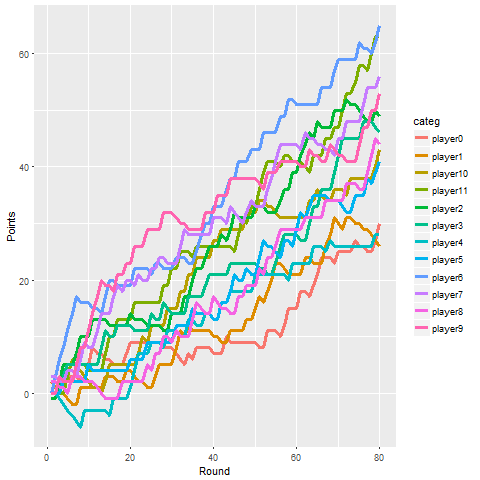 60
40
20
0
Points
0
20
40
60
80
Round
categ
player0
player1
player10
player11
player2
player3
player4
player5
player6
player7
player8
player9